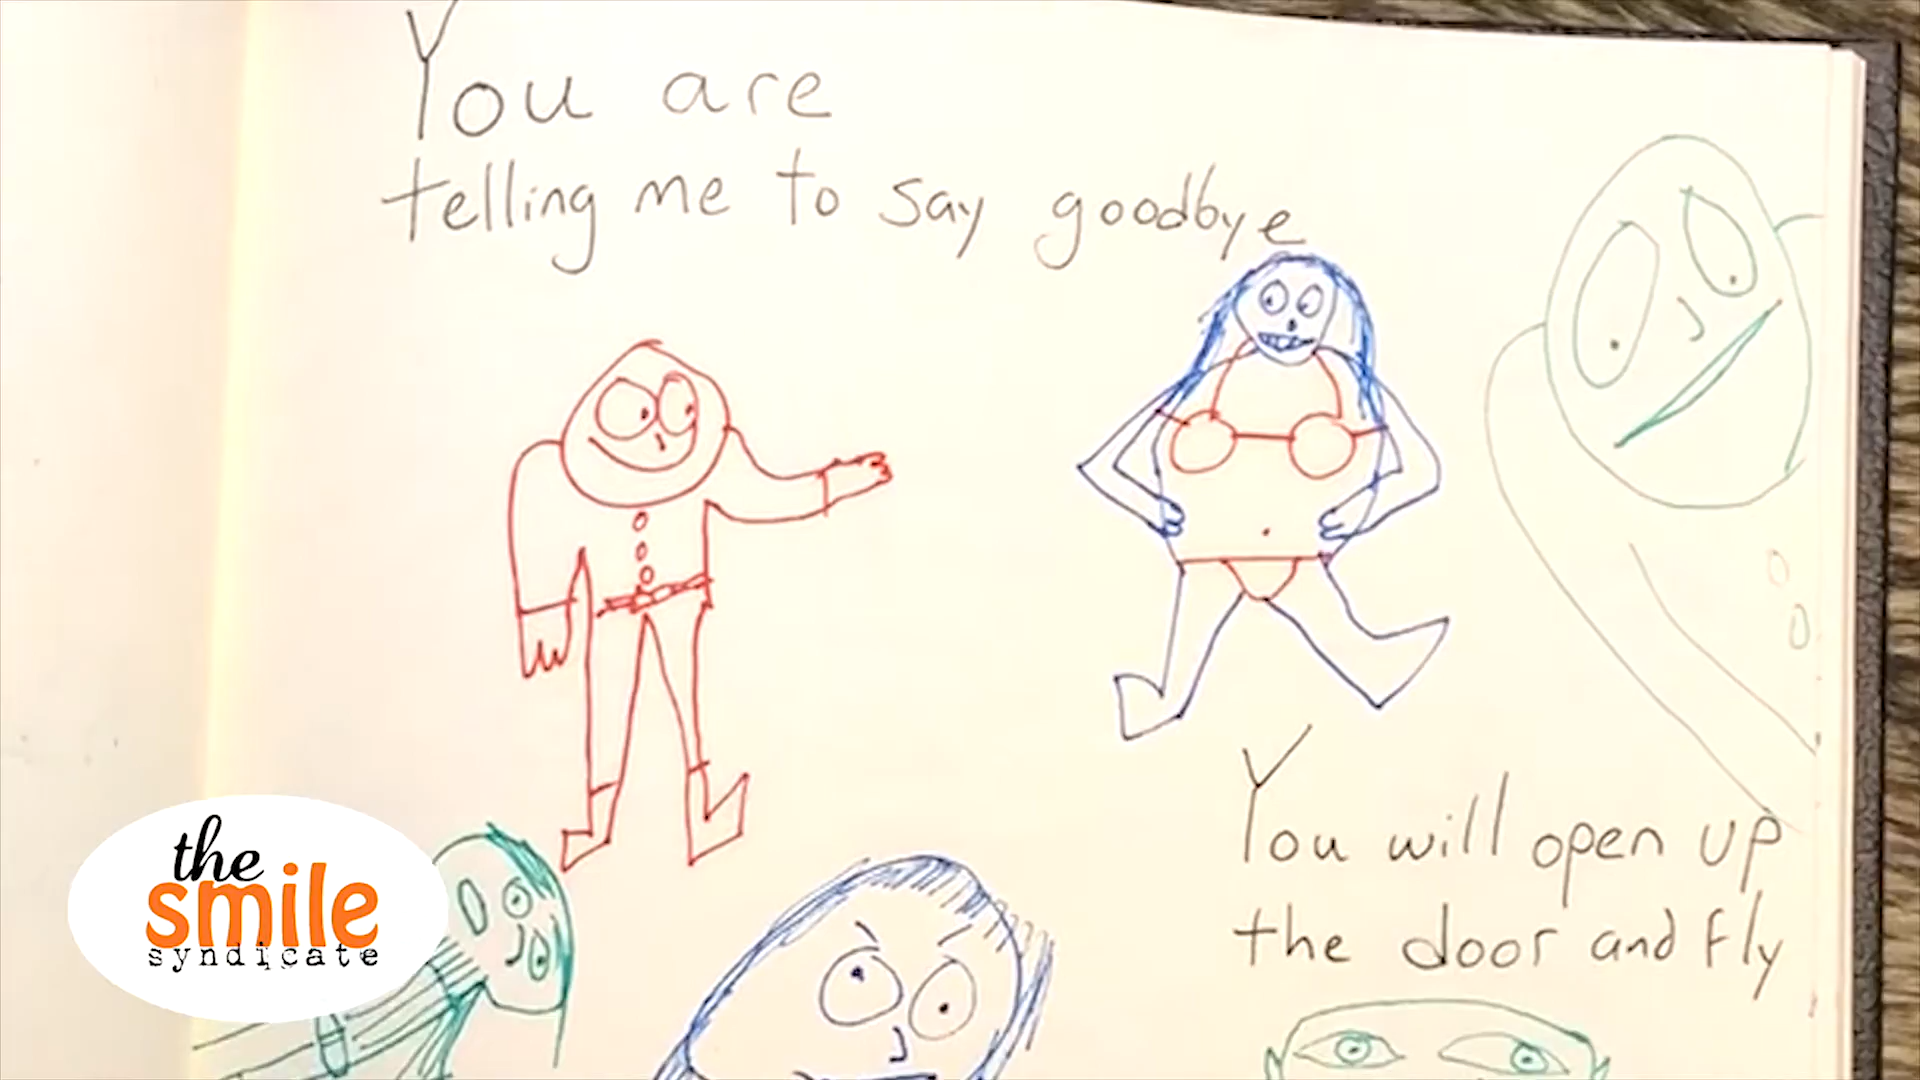 You are
telling me to say goodbye
You will open up
the door and fly
the
smile
syndicate